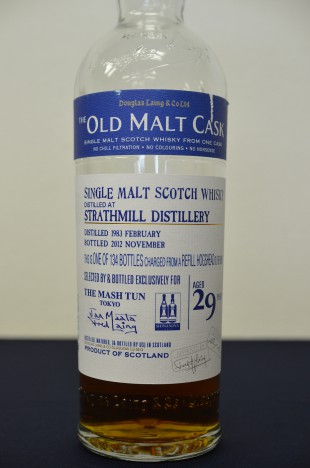 Douglas Laing & Co Ltd
THE OLD MALT CASK
SINGLE MALT SCOTCH WHISKY FROM ONE CASK
NO CHILL FILTRATION • NO COLOURING •
SINGLE MALT SCOTCH WHISKY
DISTILLED AT
STRATHMILL DISTILLERY
DISTILLED 1983 FEBRUARY
BOTTLED 2012 NOVEMBER
THIS IS ONE OF 134 BOTTLES CHARGED FROM A REFILL HOGSHEAD
SELECTED BY & BOTTLED EXCLUSIVELY FOR
THE MASH TUN
TOKYO
AGED
29
PRODUCT OF SCOTLAND